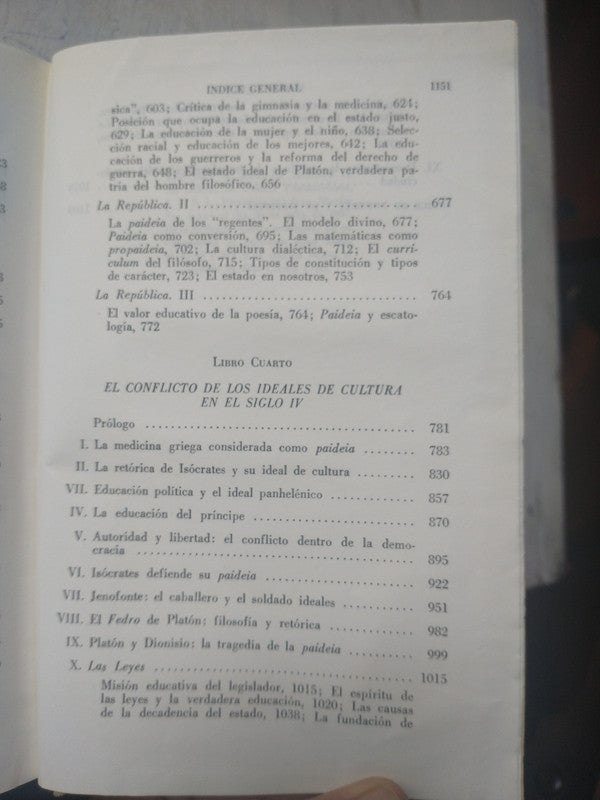 INDICE GENERAL 1151
sica", 603; Crítica de la gimnasia y la medicina, 624;
Posición que ocupa la educación en el estado justo,
629; La educación de la mujer y el niño, 638; Selec-
ción racial y educación de los mejores, 642; La edu-
cación de los guerreros y la reforma del derecho de
guerra, 648; El estado ideal de Platón, verdadera pa-
tria del hombre filosófico, 656
La República. II ................................ 677
La paideia de los "regentes". El modelo divino, 677;
Paideia como conversión, 695; Las matemáticas como
propaideia, 702; La cultura dialéctica, 712; El curri-
culum del filósofo, 715; Tipos de constitución y tipos
de carácter, 723; El estado en nosotros, 753
La República. III ................................ 764
El valor educativo de la poesía, 764; Paideia y escato-
logía, 772
LIBRO CUARTO
EL CONFLICTO DE LOS IDEALES DE CULTURA
EN EL SIGLO IV
Prólogo ........................................ 781
I. La medicina griega considerada como paideia ........ 783
II. La retórica de Isócrates y su ideal de cultura ......... 830
VII. Educación política y el ideal panhelénico ............ 857
IV. La educación del príncipe ........................ 870
V. Autoridad y libertad: el conflicto dentro de la demo-
cracia ........................................ 895
VI. Isócrates defiende su paideia ........................ 922
VII. Jenofonte: el caballero y el soldado ideales ........... 951
VIII. El Fedro de Platón: filosofía y retórica .............. 982
IX. Platón y Dionisio: la tragedia de la paideia .......... 999
X. Las Leyes ........................................ 1015
Misión educativa del legislador, 1015; El espíritu de
las leyes y la verdadera educación, 1020; Las causas
de la decadencia del estado, 1038; La fundación de